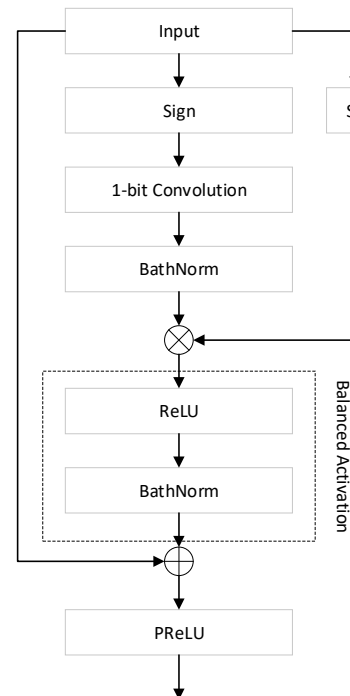 Input
Sign
S
1-bit Convolution
BathNorm
ReLU
BathNorm
Balanced Activation
PReLU